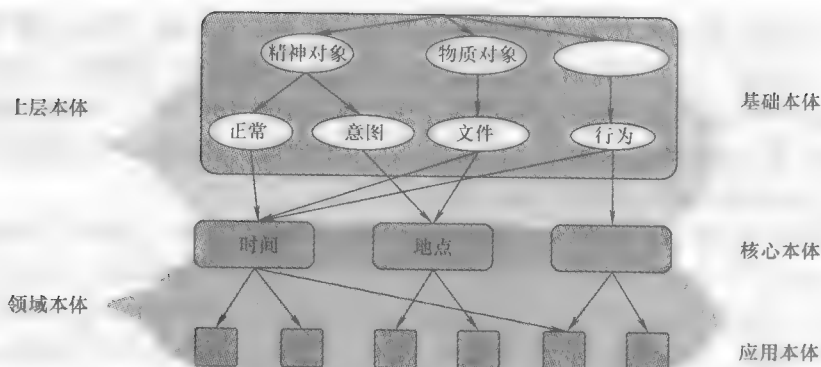 精神对象 物质对象
上层本体 基础本体
正常 意图 文件 行为
时间 地点 核心本体
领域本体
应用本体